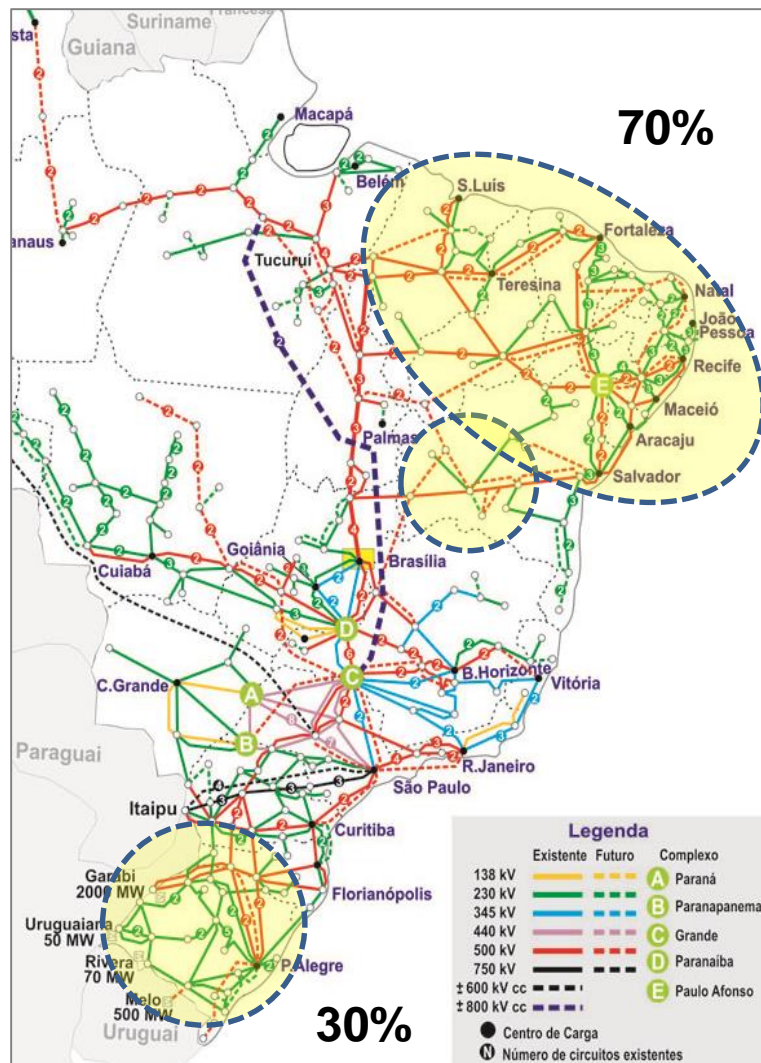 Suriname
Francesa
Guiana
sta
Macapá
70%
Belém
S.Luís
anaus
Fortaleza
Tucuruí
Teresina
Natal
João
Pessoa
Recife
E
Maceió
Palmas
Aracaju
Salvador
Goiânia
Brasília
Cuiabá
D
B.Horizonte
C.Grande
C
Vitória
A
B
Paraguai
R.Janeiro
São Paulo
Itaipu
Curitiba
Garabi
2000 MW
Florianópolis
Uruguaiana
50 MW
Rivera
70 MW
P.Alegre
Melo
500 MW
Uruguai
30%
Legenda
Existente Futuro Complexo
138 kV A Paraná
230 kV
345 kV B Paranapanema
440 kV C Grande
500 kV D Paranaíba
750 kV
±600 kV cc E Paulo Afonso
±800 kV cc
Centro de Carga
N Número de circuitos existentes